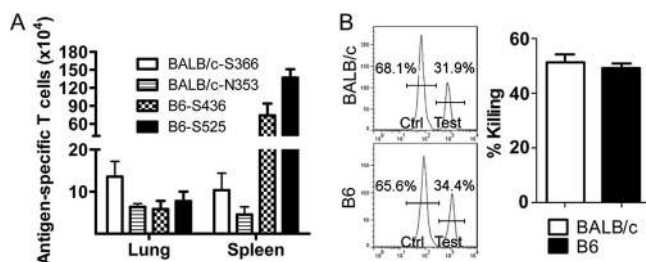 A
Antigen-specific T cells (x10⁴)
180
150
120
90
60
20
10
BALB/c-S366
BALB/c-N353
B6-S436
B6-S525
Lung Spleen
B
BALB/c
68.1% 31.9%
Ctrl Test
B6
65.6% 34.4%
Ctrl Test
% Killing
60
40
20
0
BALB/c
B6